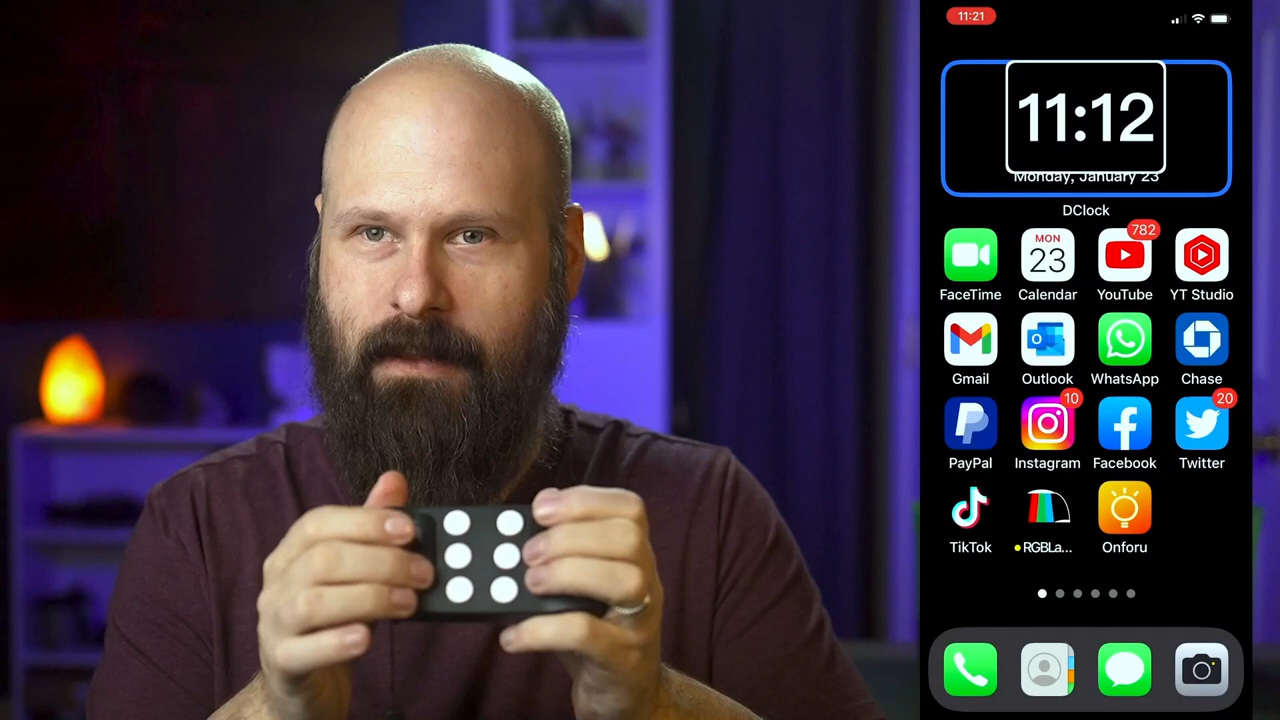 11:21
11:12
Monday, January 23
DClock
782
MON
23
FaceTime
Calendar
YouTube
YT Studio
Gmail
Outlook
WhatsApp
Chase
10
20
PayPal
Instagram
Facebook
Twitter
TikTok
RGBLa...
Onforu